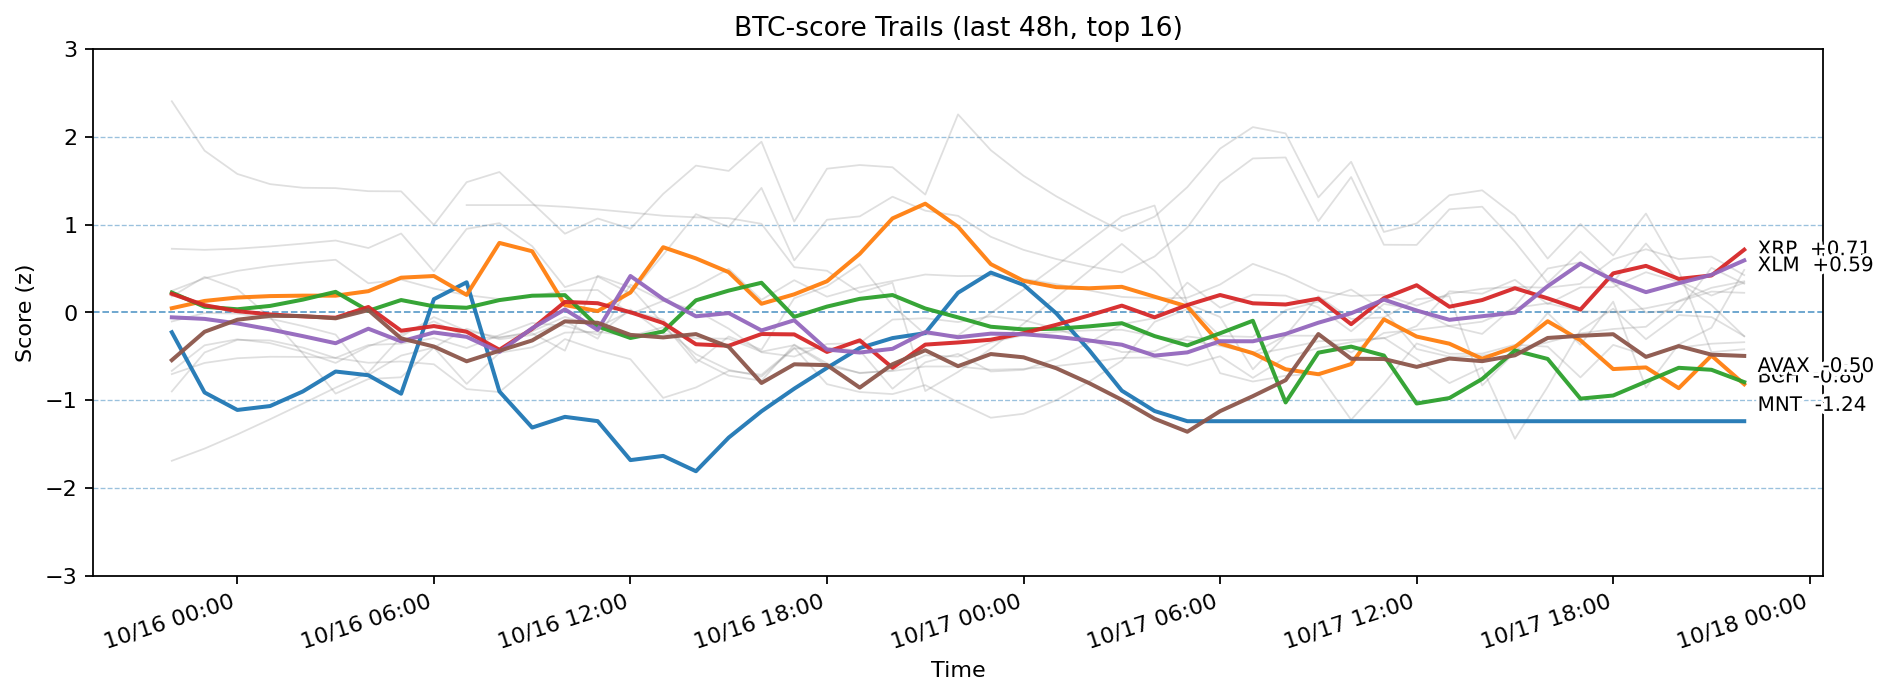 BTC-score Trails (last 48h, top 16)
Score (z)
3
2
1
0
−1
−2
−3
XRP +0.71
XLM +0.59
AVAX -0.50
BCH -0.80
MNT -1.24
10/16 00:00
10/16 06:00
10/16 12:00
10/16 18:00
10/17 00:00
10/17 06:00
10/17 12:00
10/17 18:00
10/18 00:00
Time